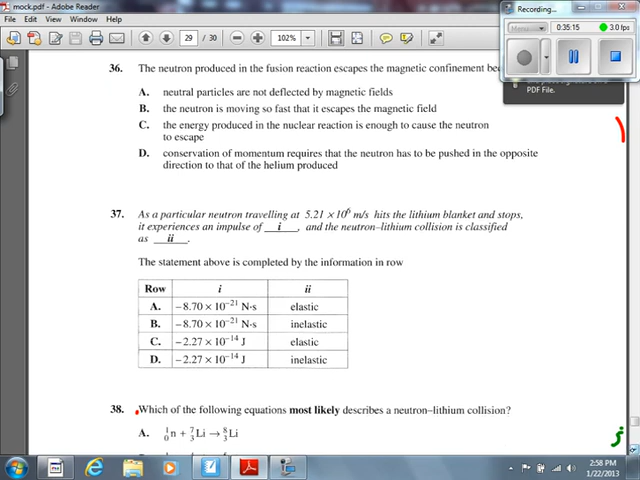 mock.pdf - Adobe Reader
File Edit View Window Help
29 / 30
102%
Recording...
Menu
0:35:15
3.0 fps
PDF File.
36. The neutron produced in the fusion reaction escapes the magnetic confinement bec
A. neutral particles are not deflected by magnetic fields
B. the neutron is moving so fast that it escapes the magnetic field
C. the energy produced in the nuclear reaction is enough to cause the neutron
to escape
D. conservation of momentum requires that the neutron has to be pushed in the opposite
direction to that of the helium produced
37. As a particular neutron travelling at 5.21 × 10⁶ m/s hits the lithium blanket and stops,
it experiences an impulse of __i__, and the neutron–lithium collision is classified
as __ii__.
The statement above is completed by the information in row
Row i ii
A. −8.70 × 10⁻²¹ N·s elastic
B. −8.70 × 10⁻²¹ N·s inelastic
C. −2.27 × 10⁻¹⁴ J elastic
D. −2.27 × 10⁻¹⁴ J inelastic
38. Which of the following equations most likely describes a neutron–lithium collision?
A. ¹₀n + ⁷₃Li → ⁸₃Li
2:58 PM
1/22/2013